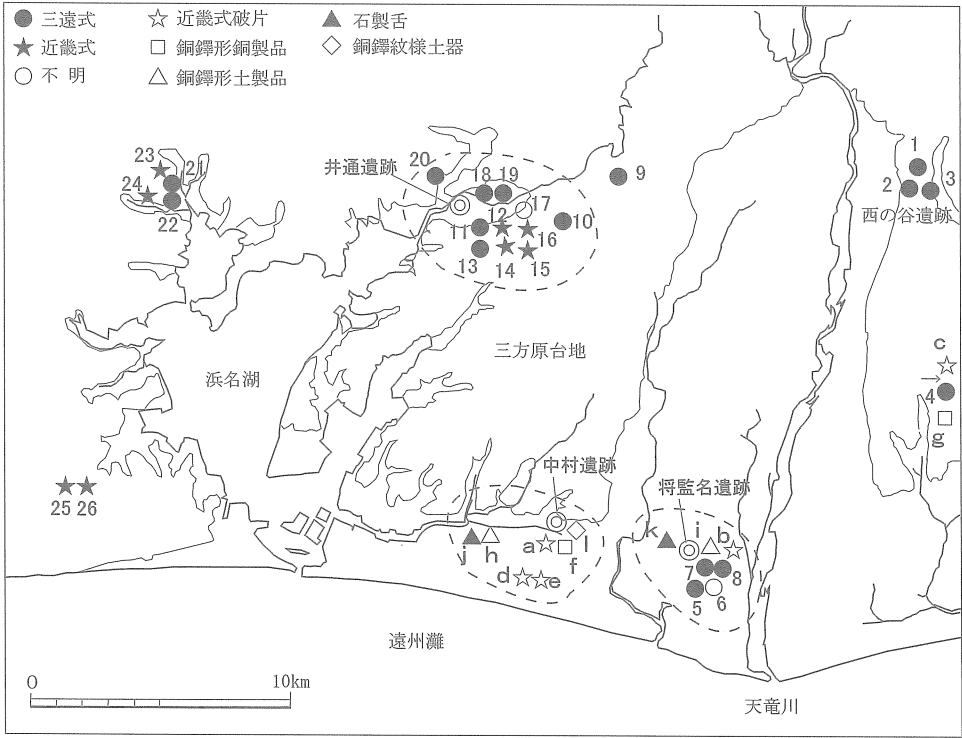 三遠式
近畿式
不明
近畿式破片
銅鐸形銅製品
銅鐸形土製品
石製舌
銅鐸紋様土器
1
2
3
西の谷遺跡
23
21
24
22
20
井通遺跡
18
19
9
17
12
11
10
16
13
14
15
三方原台地
浜名湖
c
→
4
g
25
26
中村遺跡
将監名遺跡
k
i
b
j
h
a
f
l
d
e
7
8
5
6
遠州灘
天竜川
0
10km